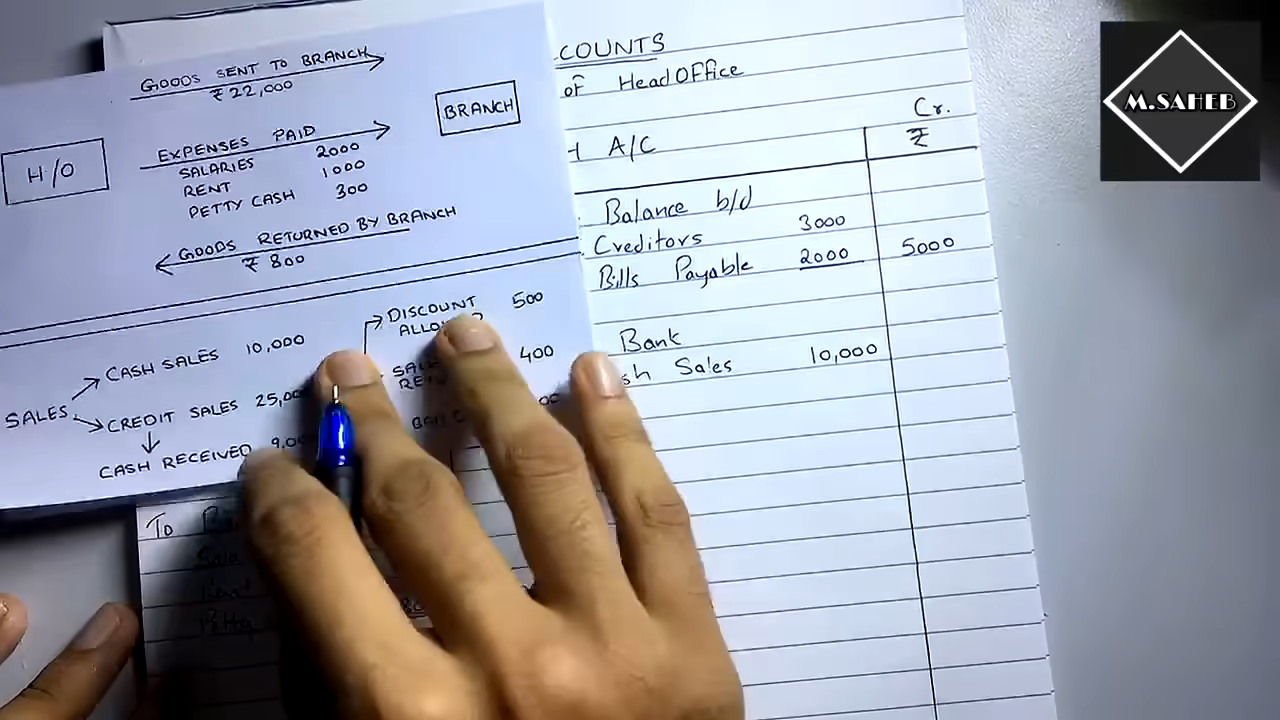 GOODS SENT TO BRANCH
₹ 22,000
BRANCH
H/O
EXPENSES PAID
SALARIES 2000
RENT 1000
PETTY CASH 300
GOODS RETURNED BY BRANCH
₹ 800
SALES
CASH SALES 10,000
CREDIT SALES
CASH RECEIVED
DISCOUNT 500
400
COUNTS
of Head Office
A/C
Cr.
₹
Balance b/d
Creditors 3000
Bills Payable 2000 5000
Bank
Sales 10,000
To
M.SAHEB